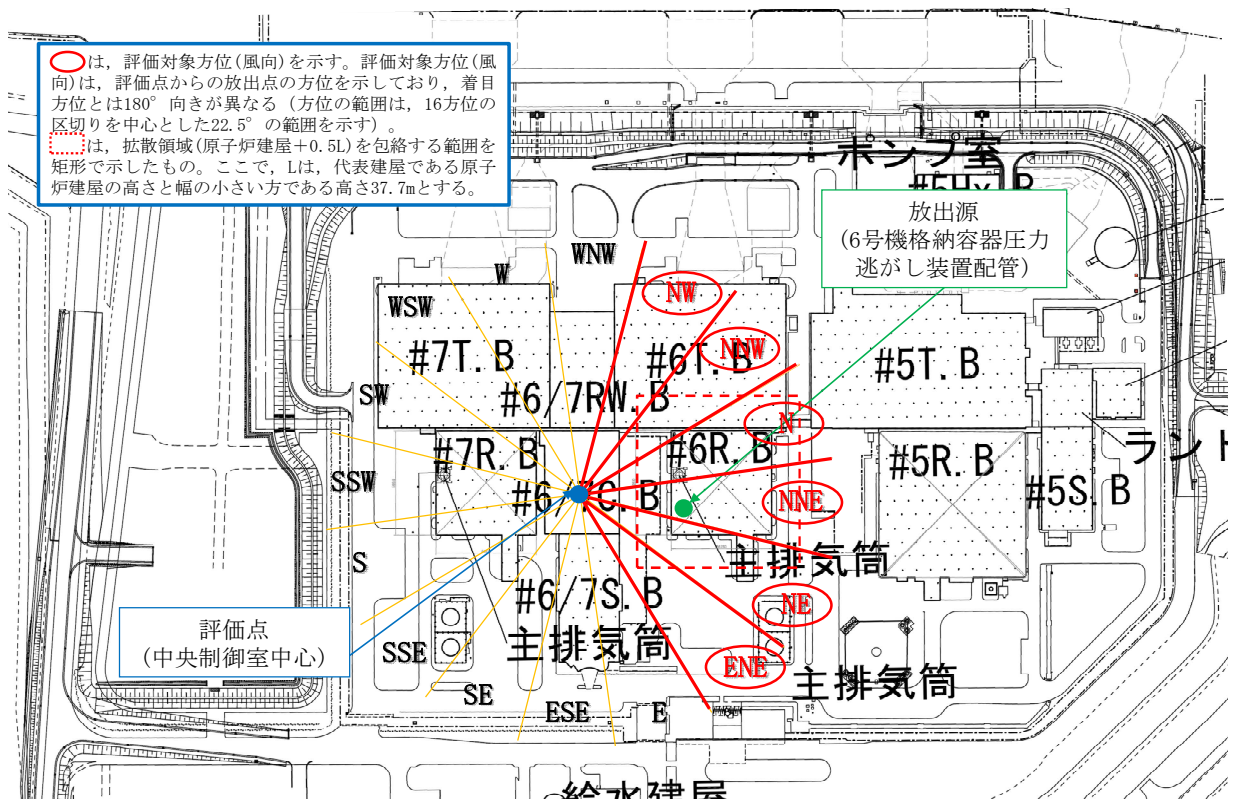 は，評価対象方位(風向)を示す。評価対象方位(風
向)は，評価点からの放出点の方位を示しており，着目
方位とは180°向きが異なる（方位の範囲は，16方位の
区切りを中心とした22.5°の範囲を示す）。
は，拡散領域(原子炉建屋+0.5L)を包絡する範囲を
矩形で示したもの。ここで，Lは，代表建屋である原子
炉建屋の高さと幅の小さい方である高さ37.7mとする。
ポンプ室
#5Hx.B
放出源
(6号機格納容器圧力
逃がし装置配管)
WNW
W
NW
WSW
#7T.B
#6T.B
NNW
#5T.B
#6/7RW.B
SW
N
#7R.B
#6R.B
#5R.B
ランド
SSW
#6/7C.B
NNE
#5S.B
S
主排気筒
#6/7S.B
NE
評価点
(中央制御室中心)
SSE
主排気筒
ENE
主排気筒
SE
ESE
E
給水建屋